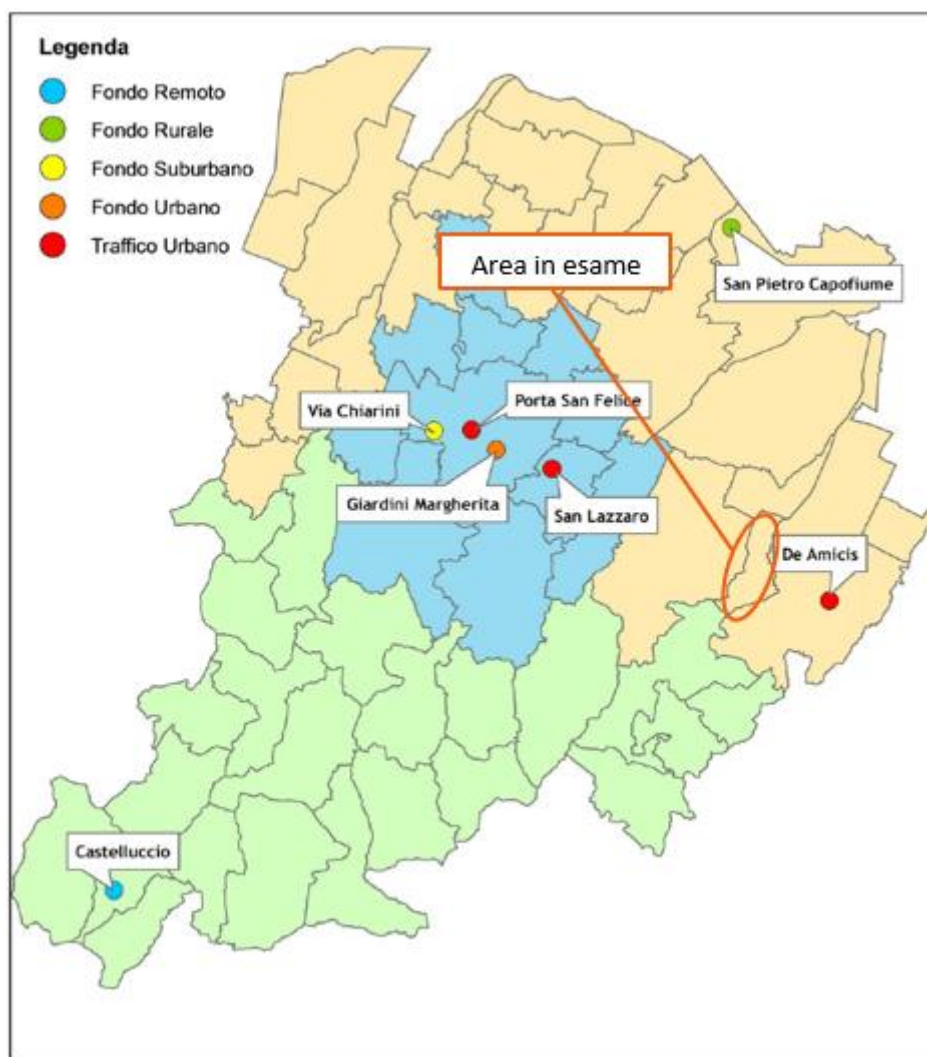 Legenda
Fondo Remoto
Fondo Rurale
Fondo Suburbano
Fondo Urbano
Traffico Urbano
Area in esame
San Pietro Capofiume
Via Chiarini
Porta San Felice
Giardini Margherita
San Lazzaro
De Amicis
Castelluccio